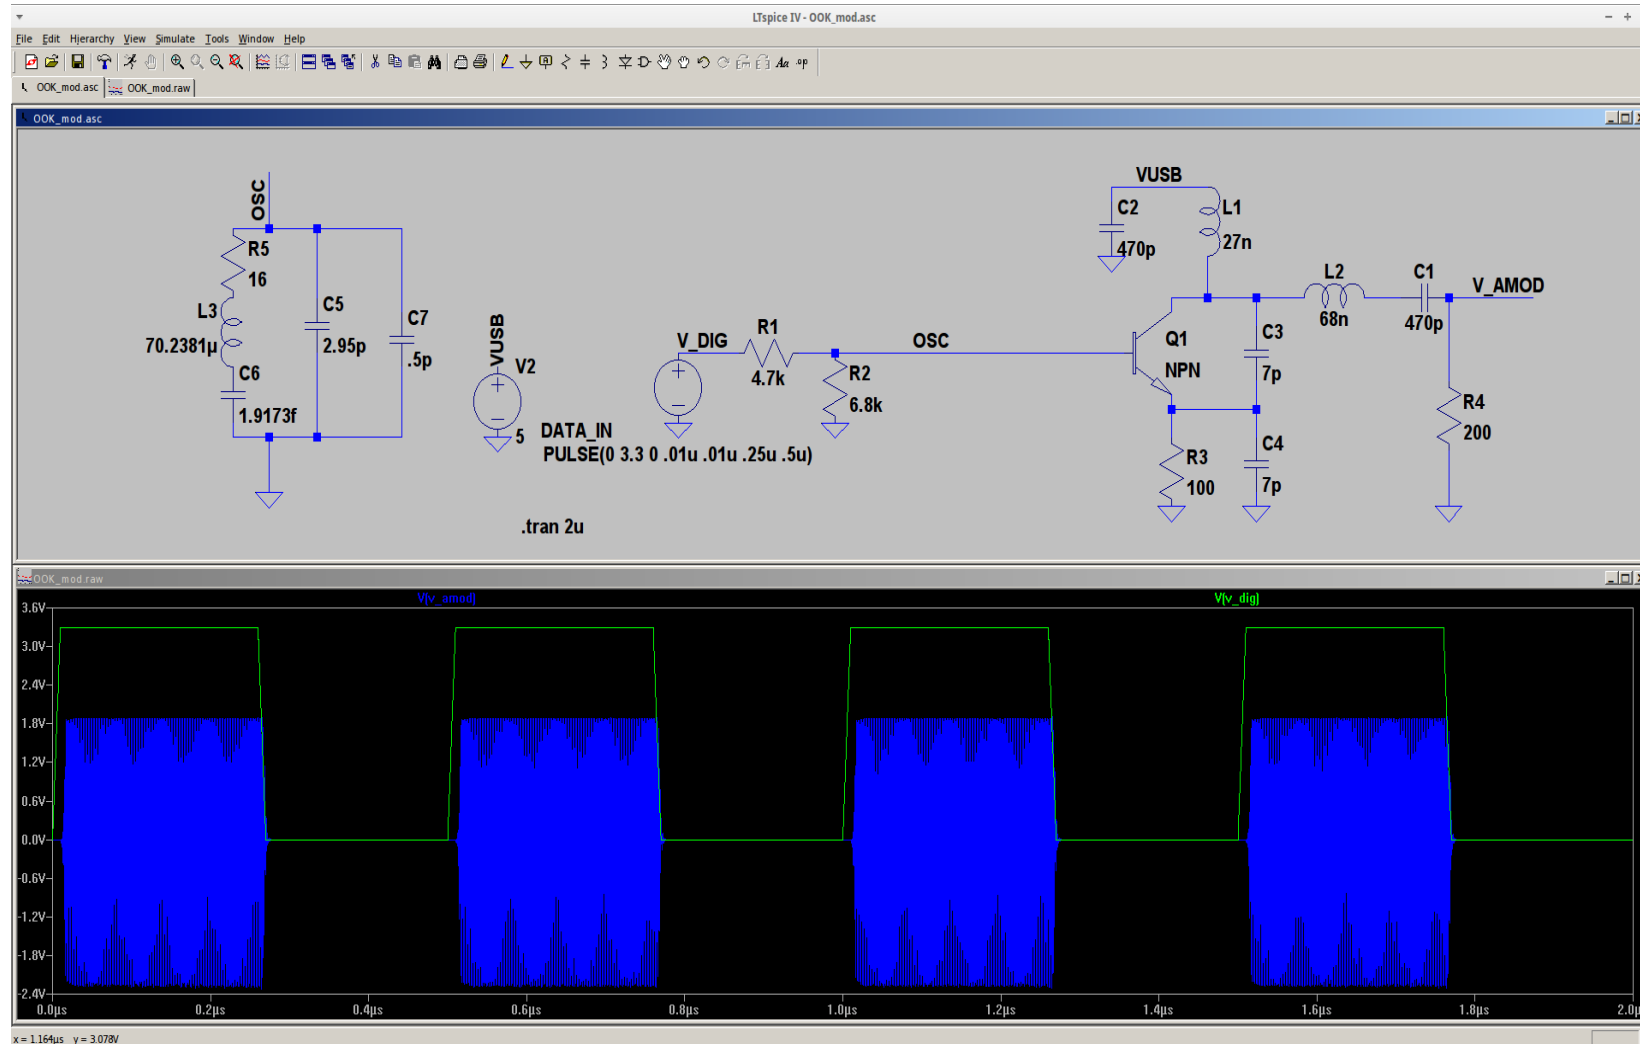 LTspice IV - OOK_mod.asc
File Edit Hierarchy View Simulate Tools Window Help
Aa .op
OOK_mod.asc OOK_mod.raw
OOK_mod.asc
OSC
R5
16
L3
70.2381µ
C6
1.9173f
C5
2.95p
C7
.5p
VUSB
V2
5
DATA_IN
PULSE(0 3.3 0 .01u .01u .25u .5u)
.tran 2u
V_DIG
R1
4.7k
R2
6.8k
OSC
VUSB
C2
470p
L1
27n
Q1
NPN
C3
7p
C4
7p
R3
100
L2
68n
C1
470p
V_AMOD
R4
200
OOK_mod.raw
V(v_amod) V(v_dig)
3.6V
3.0V
2.4V
1.8V
1.2V
0.6V
0.0V
-0.6V
-1.2V
-1.8V
-2.4V
0.0µs 0.2µs 0.4µs 0.6µs 0.8µs 1.0µs 1.2µs 1.4µs 1.6µs 1.8µs 2.0µ
x = 1.164µs y = 3.078V